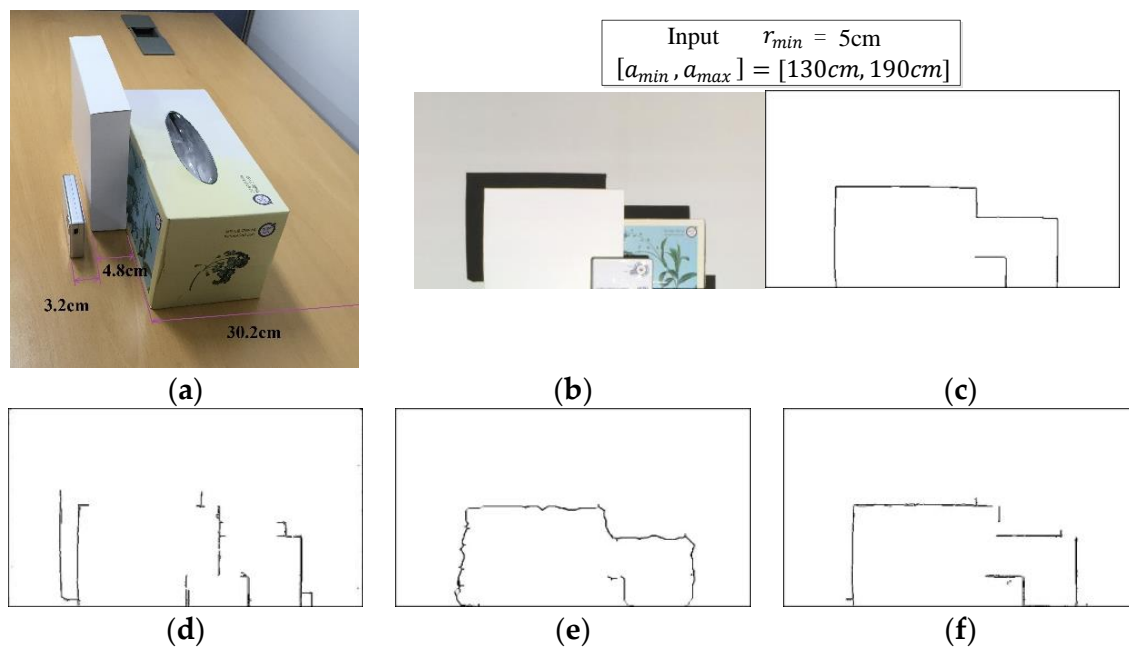 Input r_min = 5cm
[a_min, a_max] = [130cm, 190cm]
4.8cm
3.2cm
30.2cm
(a)
(b)
(c)
(d)
(e)
(f)